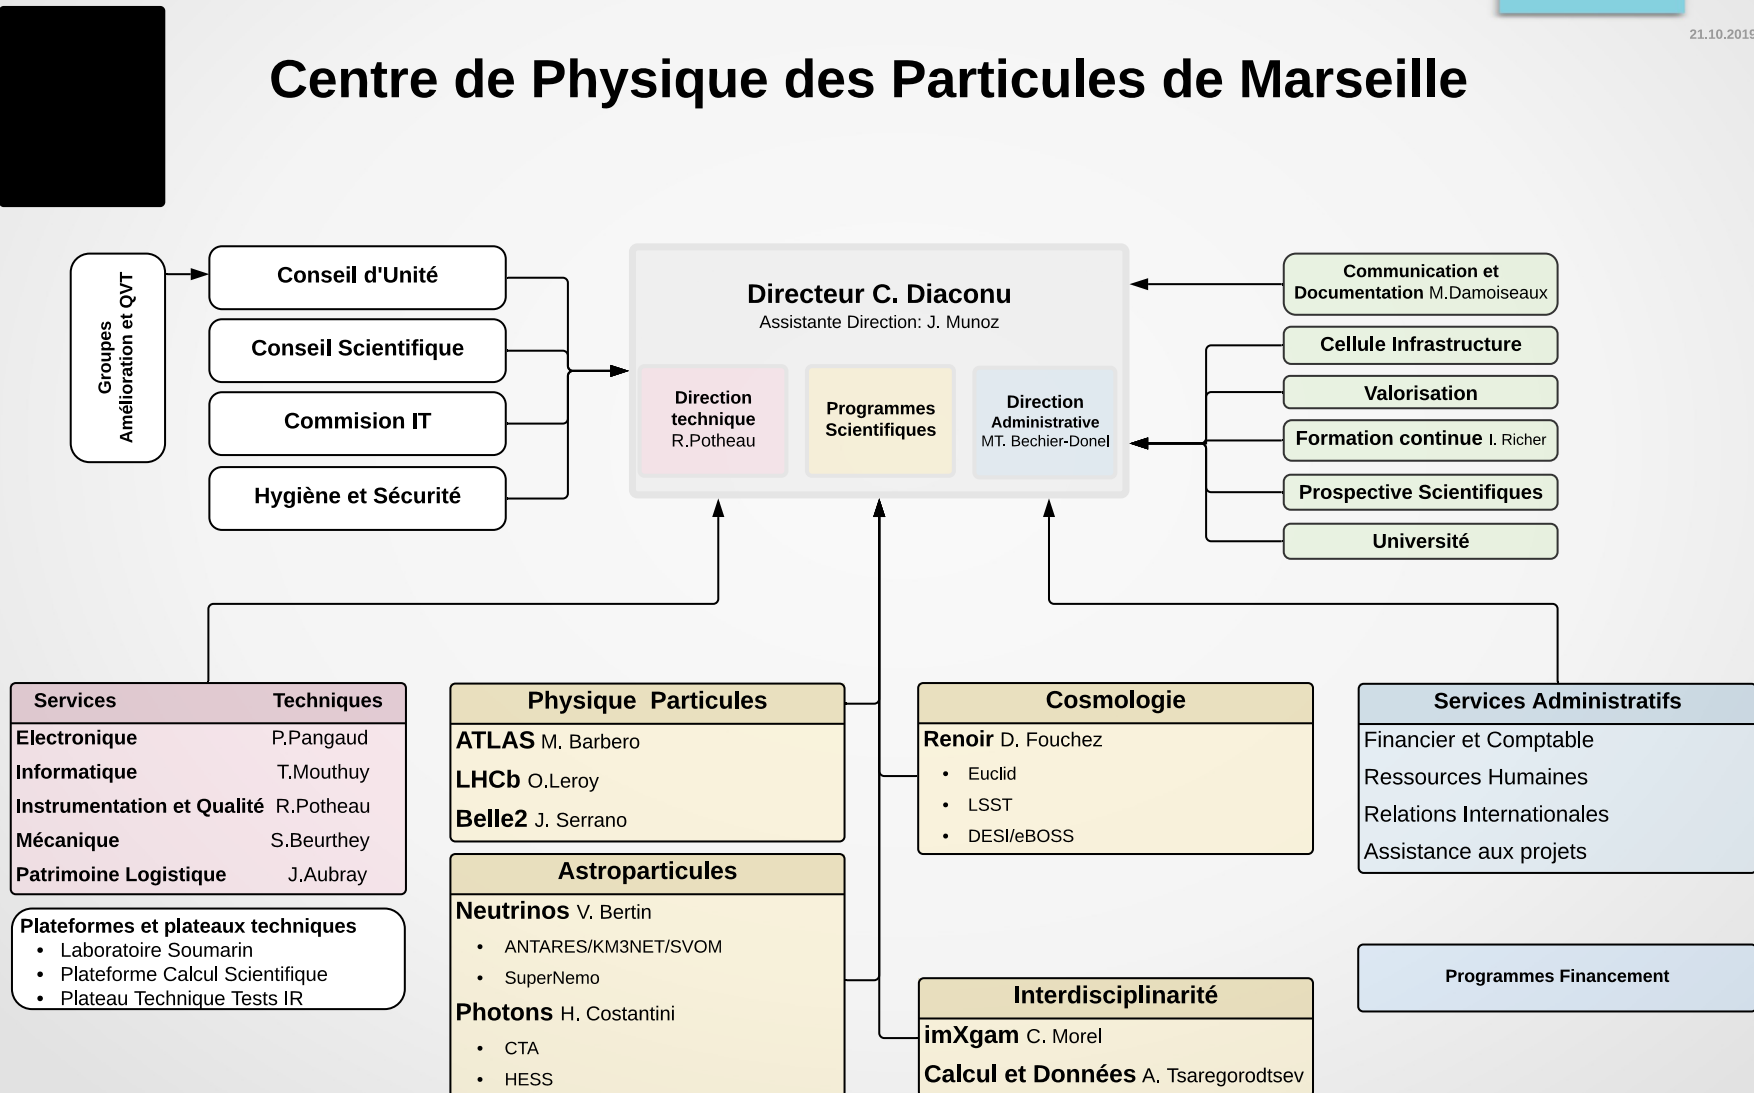 21.10.2019
Centre de Physique des Particules de Marseille
Groupes
Amélioration et QVT
Conseil d'Unité
Conseil Scientifique
Commision IT
Hygiène et Sécurité
Directeur C. Diaconu
Assistante Direction: J. Munoz
Direction
technique
R.Potheau
Programmes
Scientifiques
Direction
Administrative
MT. Bechier-Donel
Communication et
Documentation M.Damoiseaux
Cellule Infrastructure
Valorisation
Formation continue I. Richer
Prospective Scientifiques
Université
Services Techniques
Electronique P.Pangaud
Informatique T.Mouthuy
Instrumentation et Qualité R.Potheau
Mécanique S.Beurthey
Patrimoine Logistique J.Aubray
Plateformes et plateaux techniques
• Laboratoire Soumarin
• Plateforme Calcul Scientifique
• Plateau Technique Tests IR
Physique Particules
ATLAS M. Barbero
LHCb O.Leroy
Belle2 J. Serrano
Astroparticules
Neutrinos V. Bertin
• ANTARES/KM3NET/SVOM
• SuperNemo
Photons H. Costantini
• CTA
• HESS
Cosmologie
Renoir D. Fouchez
• Euclid
• LSST
• DESI/eBOSS
Interdisciplinarité
imXgam C. Morel
Calcul et Données A. Tsaregorodtsev
Services Administratifs
Financier et Comptable
Ressources Humaines
Relations Internationales
Assistance aux projets
Programmes Financement